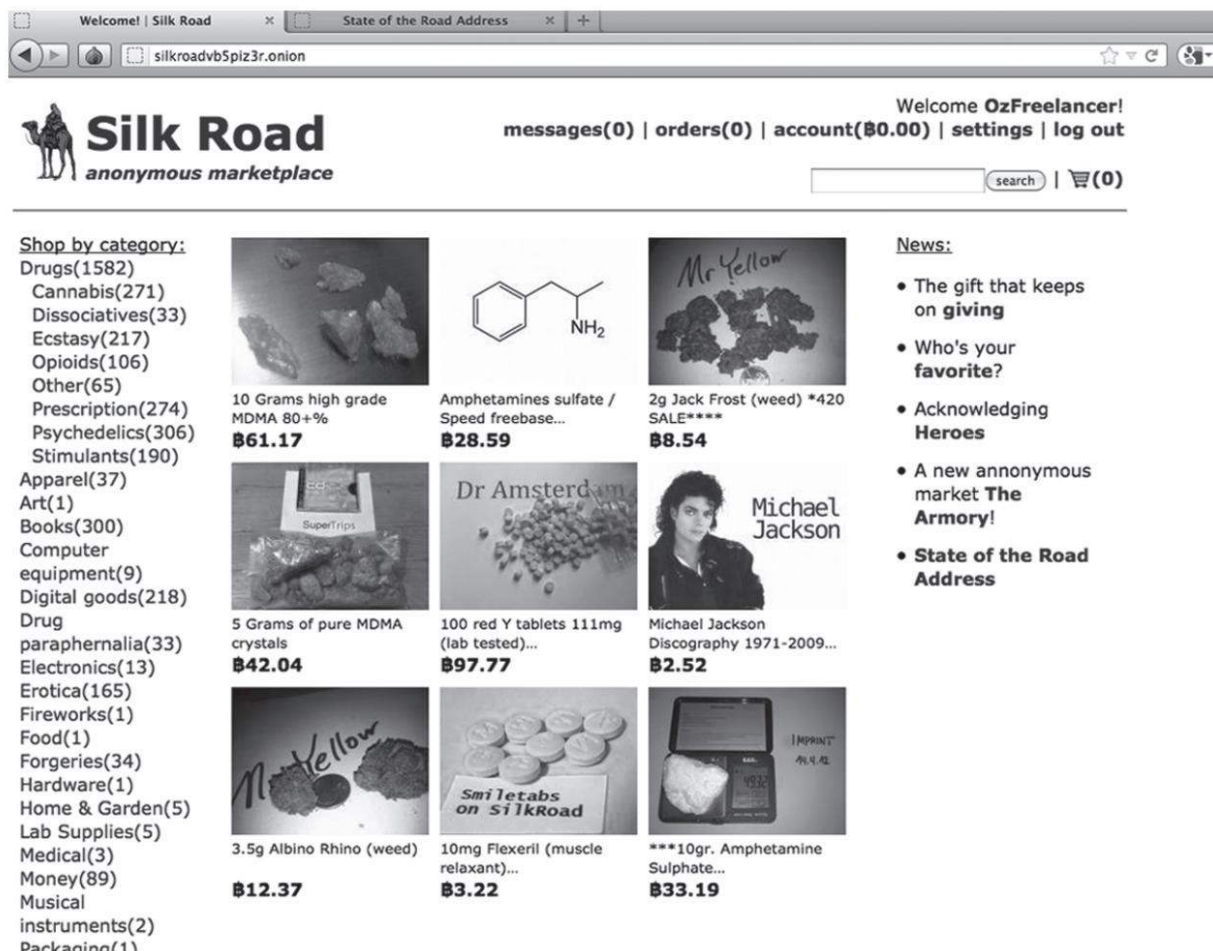 Welcome! | Silk Road
State of the Road Address
silkroadvb5piz3r.onion
Silk Road
anonymous marketplace
Welcome OzFreelancer!
messages(0) | orders(0) | account(฿0.00) | settings | log out
search | (0)
Shop by category:
Drugs(1582)
Cannabis(271)
Dissociatives(33)
Ecstasy(217)
Opioids(106)
Other(65)
Prescription(274)
Psychedelics(306)
Stimulants(190)
Apparel(37)
Art(1)
Books(300)
Computer
equipment(9)
Digital goods(218)
Drug
paraphernalia(33)
Electronics(13)
Erotica(165)
Fireworks(1)
Food(1)
Forgeries(34)
Hardware(1)
Home & Garden(5)
Lab Supplies(5)
Medical(3)
Money(89)
Musical
instruments(2)
Packaging(1)
10 Grams high grade
MDMA 80+%
฿61.17
NH₂
Amphetamines sulfate /
Speed freebase...
฿28.59
Mr Yellow
2g Jack Frost (weed) *420
SALE****
฿8.54
SuperTrips
5 Grams of pure MDMA
crystals
฿42.04
Dr Amsterdam
100 red Y tablets 111mg
(lab tested)...
฿97.77
Michael
Jackson
Michael Jackson
Discography 1971-2009...
฿2.52
Mr Yellow
3.5g Albino Rhino (weed)
฿12.37
Smiletabs
on SilkRoad
10mg Flexeril (muscle
relaxant)...
฿3.22
IMPRINT
14.4.12
***10gr. Amphetamine
Sulphate...
฿33.19
News:
The gift that keeps
on giving
Who's your
favorite?
Acknowledging
Heroes
A new annonymous
market The
Armory!
State of the Road
Address